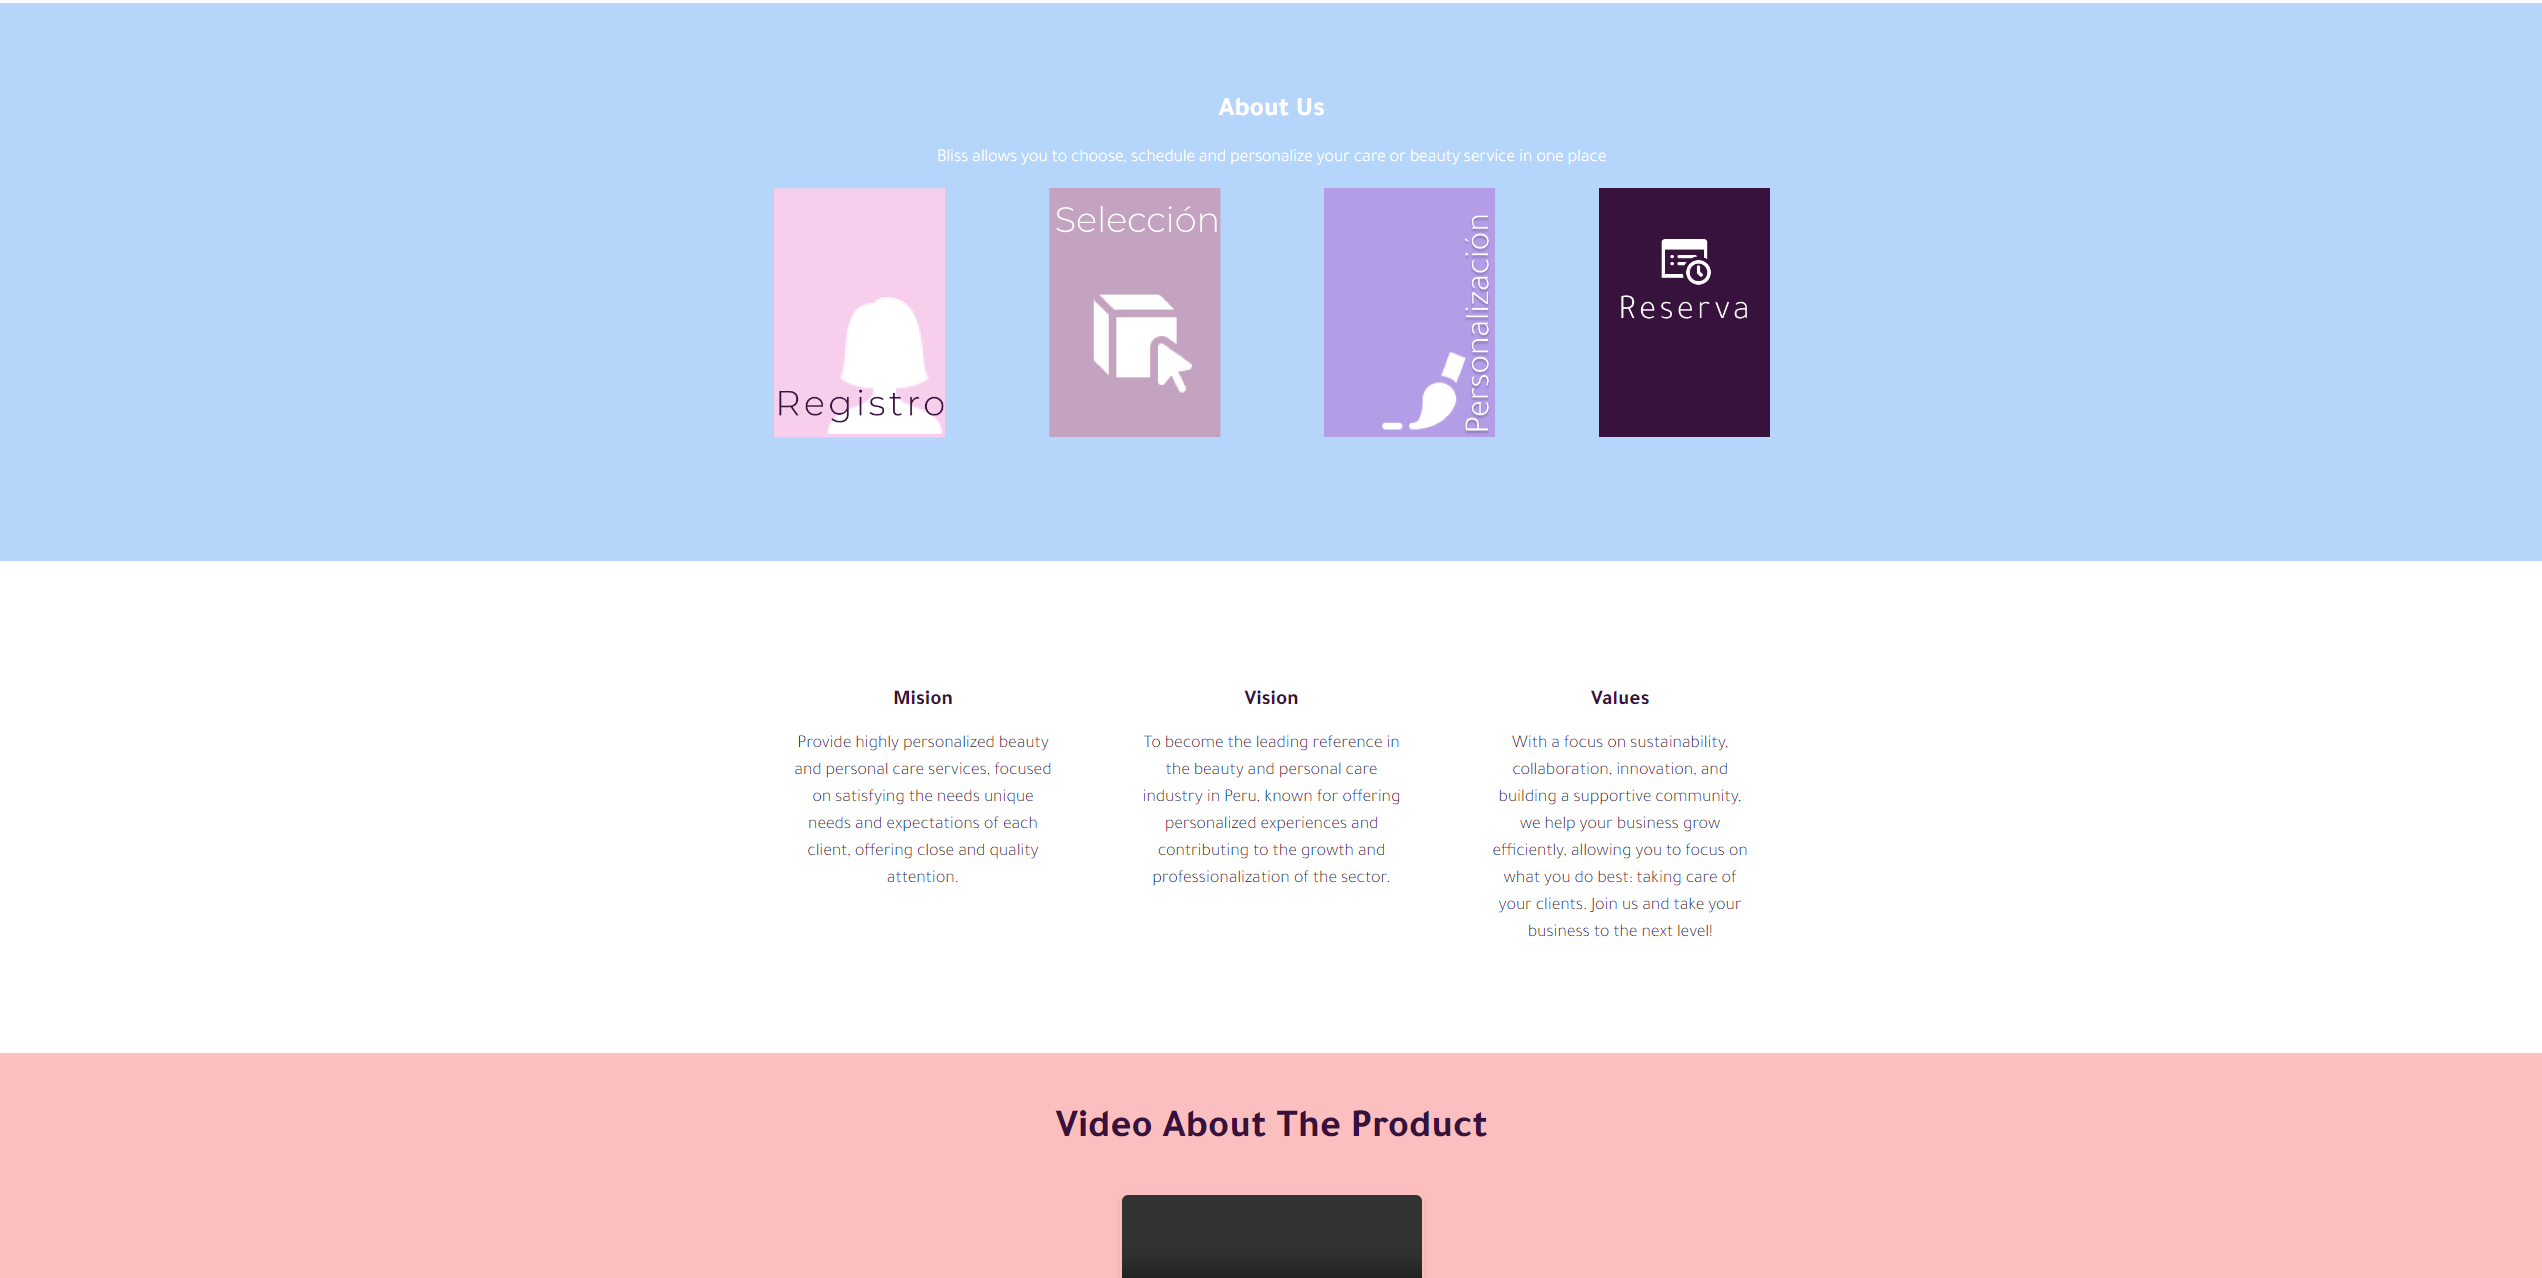 About Us
Bliss allows you to choose, schedule and personalize your care or beauty service in one place
Registro
Selección
Personalización
Reserva
Mision
Provide highly personalized beauty
and personal care services, focused
on satisfying the needs unique
needs and expectations of each
client, offering close and quality
attention.
Vision
To become the leading reference in
the beauty and personal care
industry in Peru, known for offering
personalized experiences and
contributing to the growth and
professionalization of the sector.
Values
With a focus on sustainability,
collaboration, innovation, and
building a supportive community,
we help your business grow
efficiently, allowing you to focus on
what you do best: taking care of
your clients. Join us and take your
business to the next level!
Video About The Product